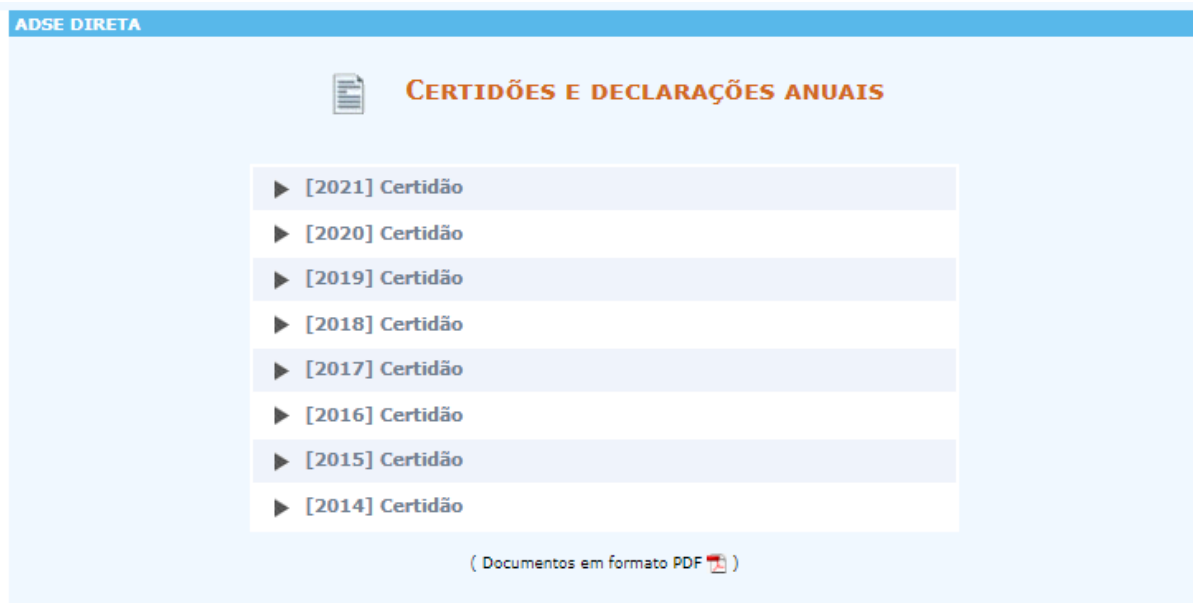 ADSE DIRETA
Certidões e declarações anuais
[2021] Certidão
[2020] Certidão
[2019] Certidão
[2018] Certidão
[2017] Certidão
[2016] Certidão
[2015] Certidão
[2014] Certidão
( Documentos em formato PDF )